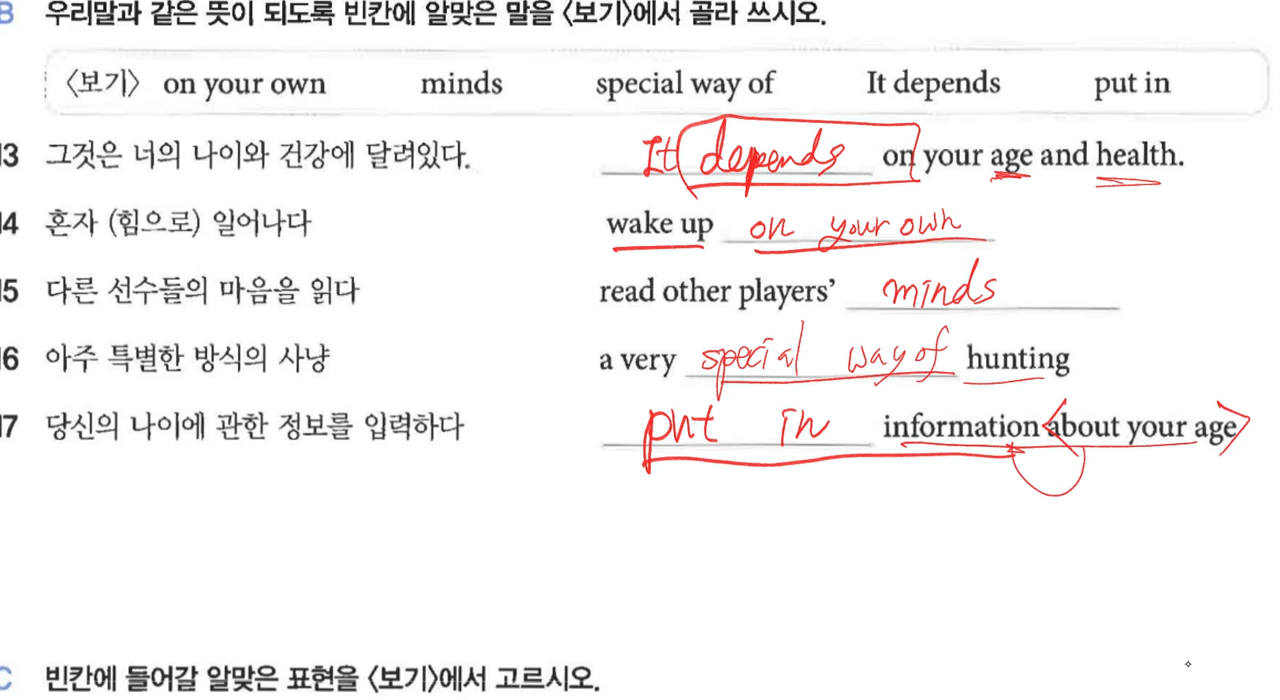 B 우리말과 같은 뜻이 되도록 빈칸에 알맞은 말을 〈보기〉에서 골라 쓰시오.
〈보기〉 on your own minds special way of It depends put in
13 그것은 너의 나이와 건강에 달려있다. It depends on your age and health.
14 혼자 (힘으로) 일어나다 wake up on your own
15 다른 선수들의 마음을 읽다 read other players’ minds
16 아주 특별한 방식의 사냥 a very special way of hunting
17 당신의 나이에 관한 정보를 입력하다 put in information about your age
C 빈칸에 들어갈 알맞은 표현을 〈보기〉에서 고르시오.